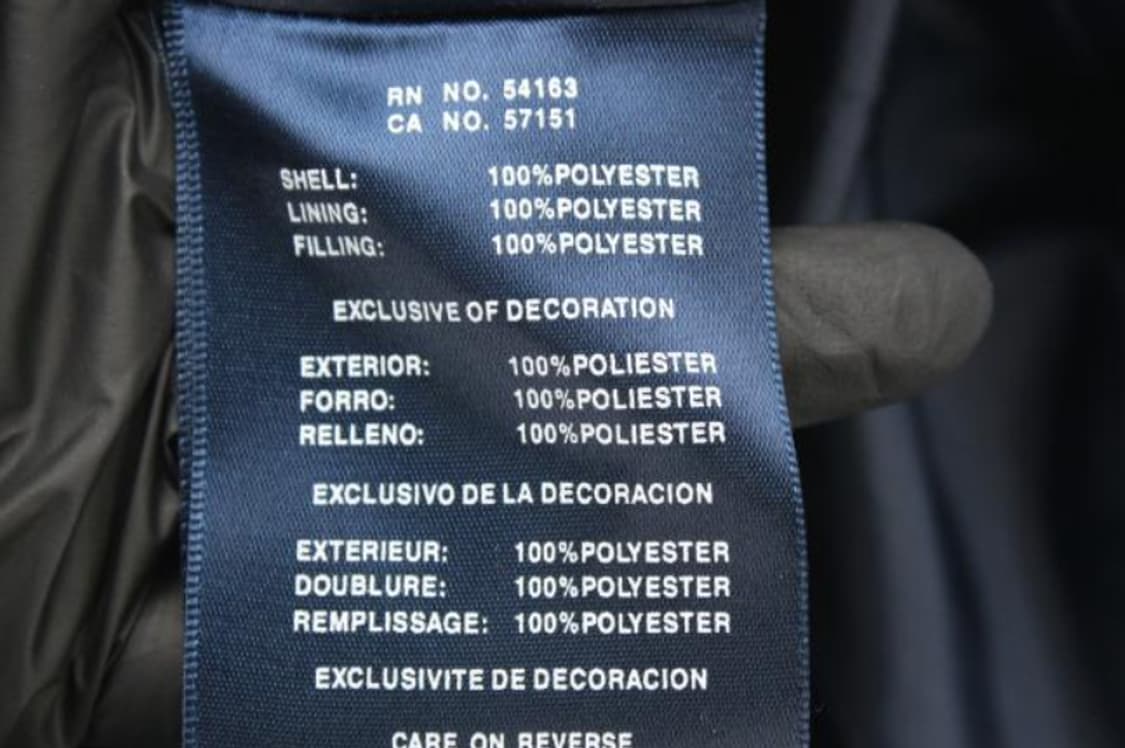 RN NO. 54163
CA NO. 57151
SHELL: 100%POLYESTER
LINING: 100%POLYESTER
FILLING: 100%POLYESTER
EXCLUSIVE OF DECORATION
EXTERIOR: 100%POLIESTER
FORRO: 100%POLIESTER
RELLENO: 100%POLIESTER
EXCLUSIVO DE LA DECORACION
EXTERIEUR: 100%POLYESTER
DOUBLURE: 100%POLYESTER
REMPLISSAGE: 100%POLYESTER
EXCLUSIVITE DE DECORACION
CARE ON REVERSE